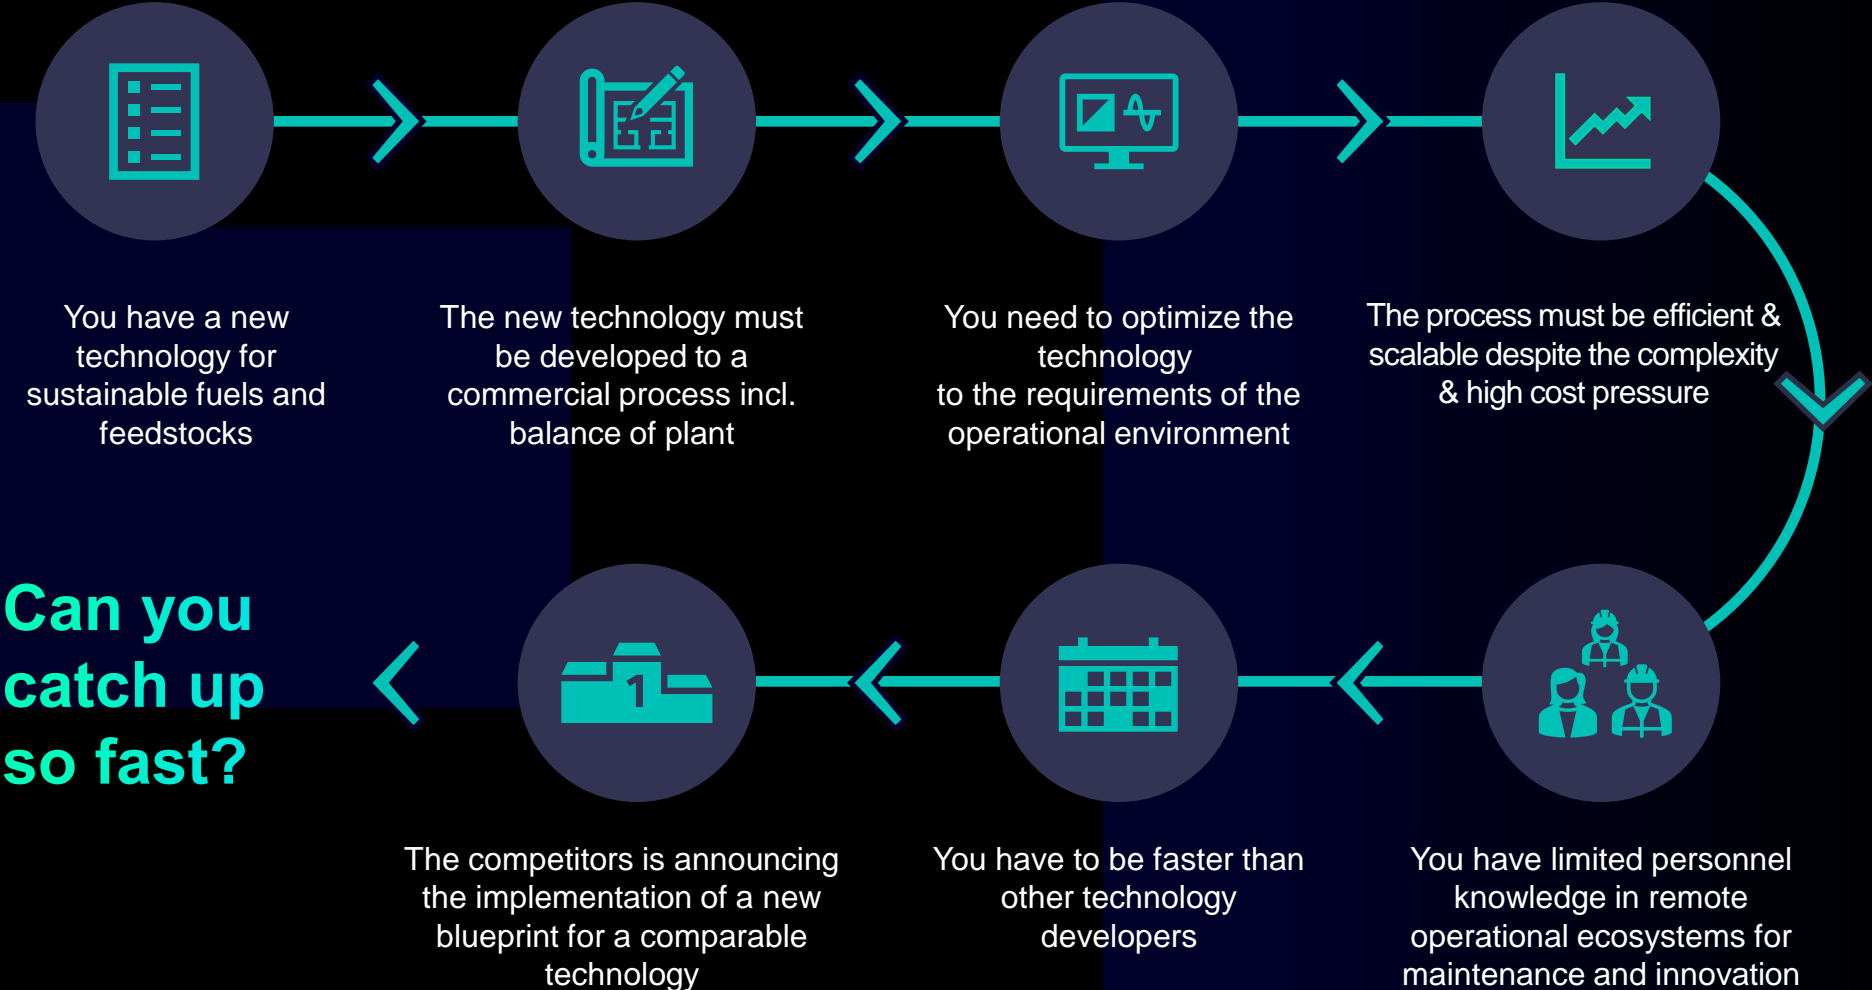 You have a new
technology for
sustainable fuels and
feedstocks
The new technology must
be developed to a
commercial process incl.
balance of plant
You need to optimize the
technology
to the requirements of the
operational environment
The process must be efficient &
scalable despite the complexity
& high cost pressure
You have limited personnel
knowledge in remote
operational ecosystems for
maintenance and innovation
You have to be faster than
other technology
developers
1
The competitors is announcing
the implementation of a new
blueprint for a comparable
technology
Can you
catch up
so fast?